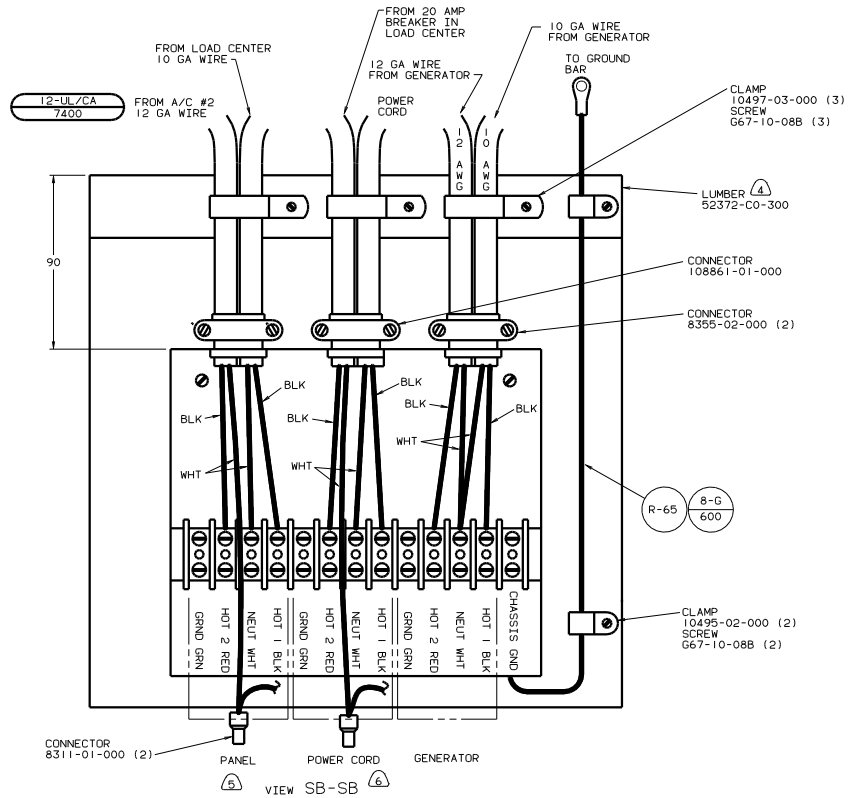 FROM 20 AMP
BREAKER IN
LOAD CENTER
10 GA WIRE
FROM GENERATOR
FROM LOAD CENTER
10 GA WIRE
12 GA WIRE
FROM GENERATOR
TO GROUND
BAR
12-UL/CA
7400
FROM A/C #2
12 GA WIRE
POWER
CORD
CLAMP
10497-03-000 (3)
SCREW
G67-10-08B (3)
12 AWG
10 AWG
LUMBER 4
52372-C0-300
90
CONNECTOR
108861-01-000
CONNECTOR
8355-02-000 (2)
BLK
BLK
BLK
BLK
BLK
BLK
WHT
WHT
WHT
R-65
8-G
600
GRND GRN
HOT 2 RED
NEUT WHT
HOT 1 BLK
GRND GRN
HOT 2 RED
NEUT WHT
HOT 1 BLK
GRND GRN
HOT 2 RED
NEUT WHT
HOT 1 BLK
CHASSIS GND
CLAMP
10495-02-000 (2)
SCREW
G67-10-08B (2)
CONNECTOR
8311-01-000 (2)
PANEL
5
POWER CORD
6
GENERATOR
VIEW SB-SB